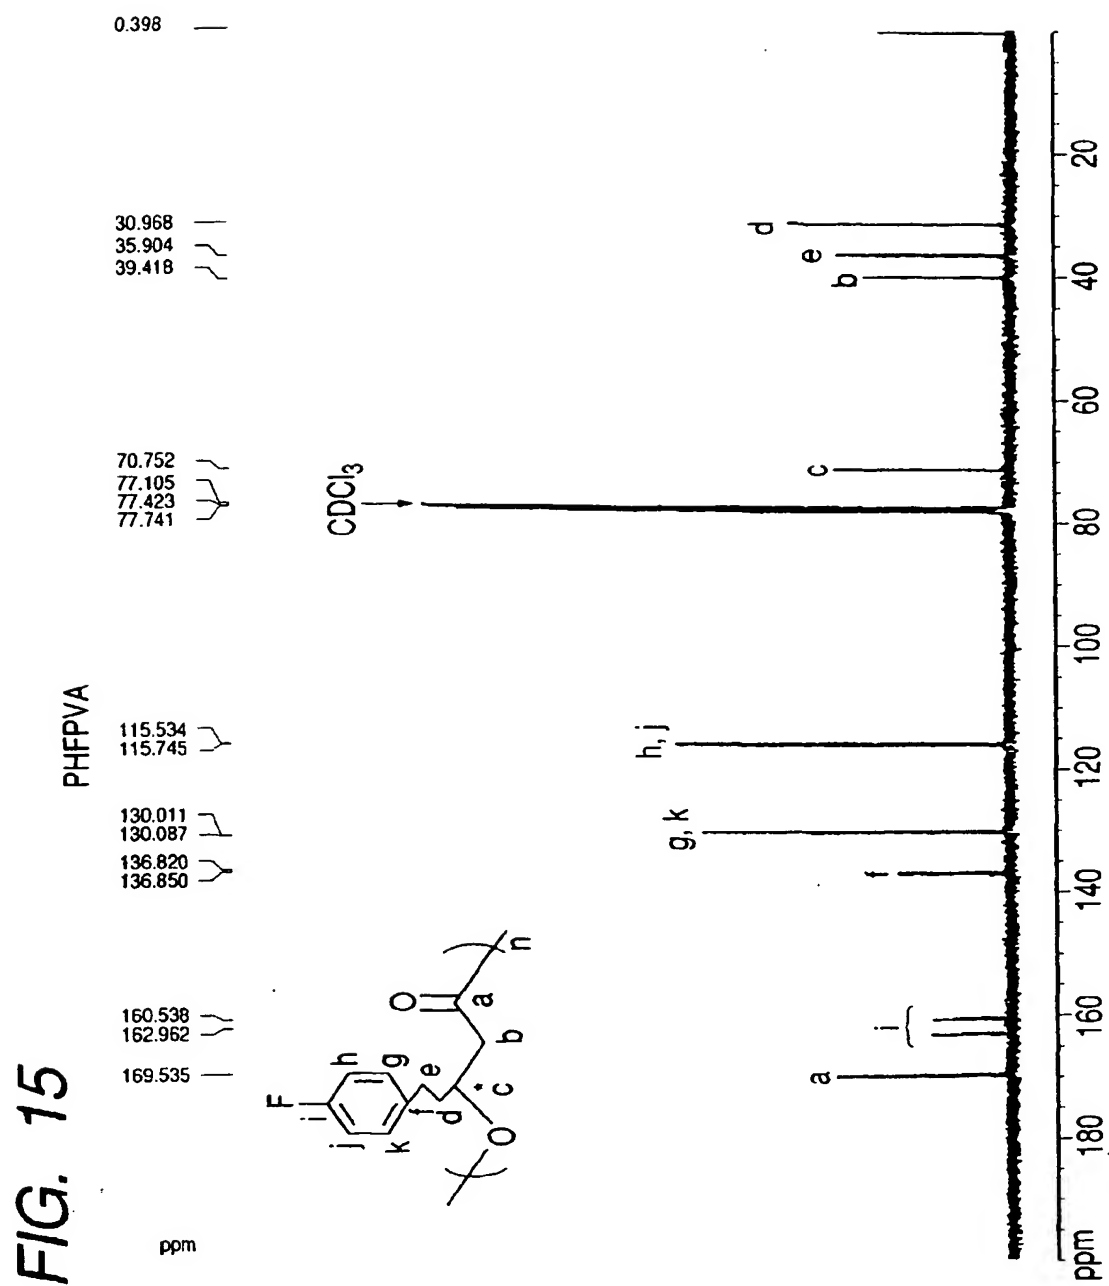 FIG. 15
PHFPVA
ppm
169.535
162.962
160.538
136.850
136.820
130.087
130.011
115.745
115.534
77.741
77.423
77.105
70.752
39.418
35.904
30.968
0.398
F
i
h
j
g
k
f
e
d
O
a
b
c
*
O
n
CDCl3
a
i
f
g, k
h, j
c
b
e
d
ppm
180
160
140
120
100
80
60
40
20